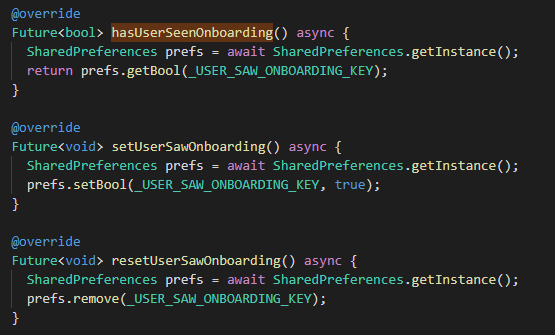 @override
Future<bool> hasUserSeenOnboarding() async {
  SharedPreferences prefs = await SharedPreferences.getInstance();
  return prefs.getBool(_USER_SAW_ONBOARDING_KEY);
}
@override
Future<void> setUserSawOnboarding() async {
  SharedPreferences prefs = await SharedPreferences.getInstance();
  prefs.setBool(_USER_SAW_ONBOARDING_KEY, true);
}
@override
Future<void> resetUserSawOnboarding() async {
  SharedPreferences prefs = await SharedPreferences.getInstance();
  prefs.remove(_USER_SAW_ONBOARDING_KEY);
}